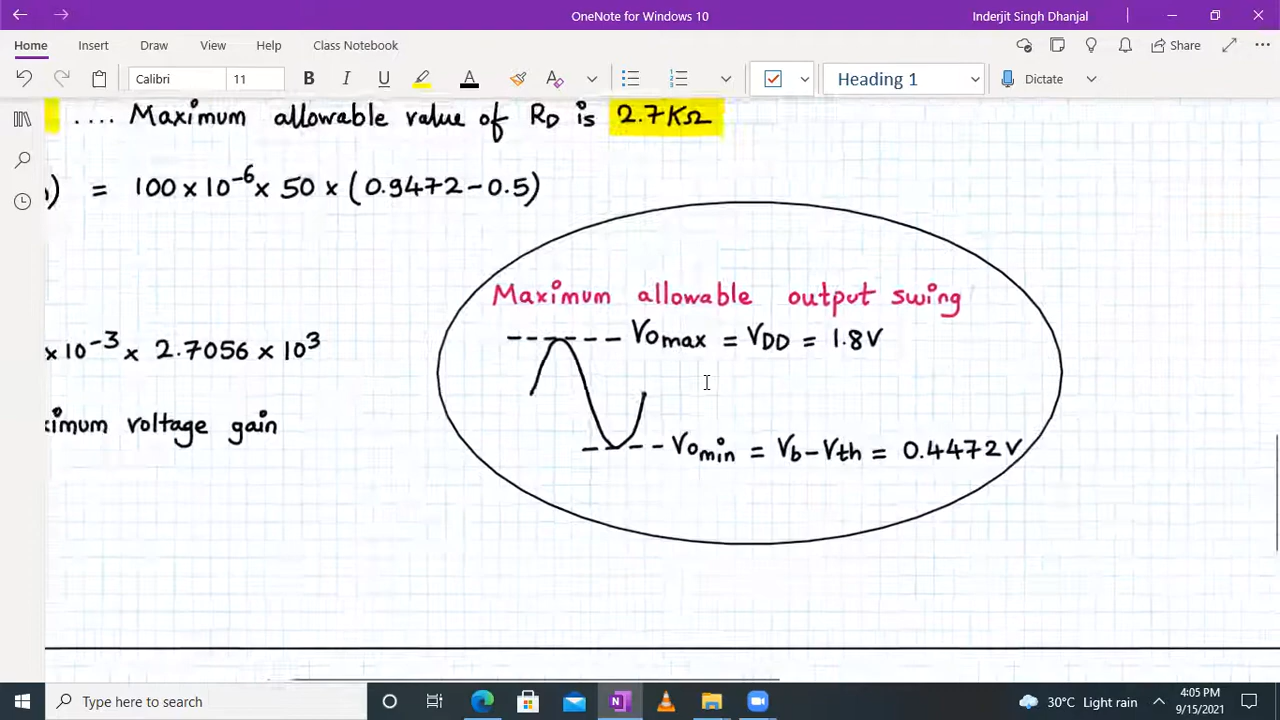 OneNote for Windows 10
Inderjit Singh Dhanjal
Home Insert Draw View Help Class Notebook
Share
Calibri 11 B I U A Heading 1 Dictate
.... Maximum allowable value of RD is 2.7KΩ
) = 100 x 10^-6 x 50 x (0.9472 - 0.5)
Maximum allowable output swing
Vomax = VDD = 1.8V
x 10^-3 x 2.7056 x 10^3
ximum voltage gain
Vomin = Vb - Vth = 0.4472V
Type here to search
30°C Light rain
4:05 PM
9/15/2021